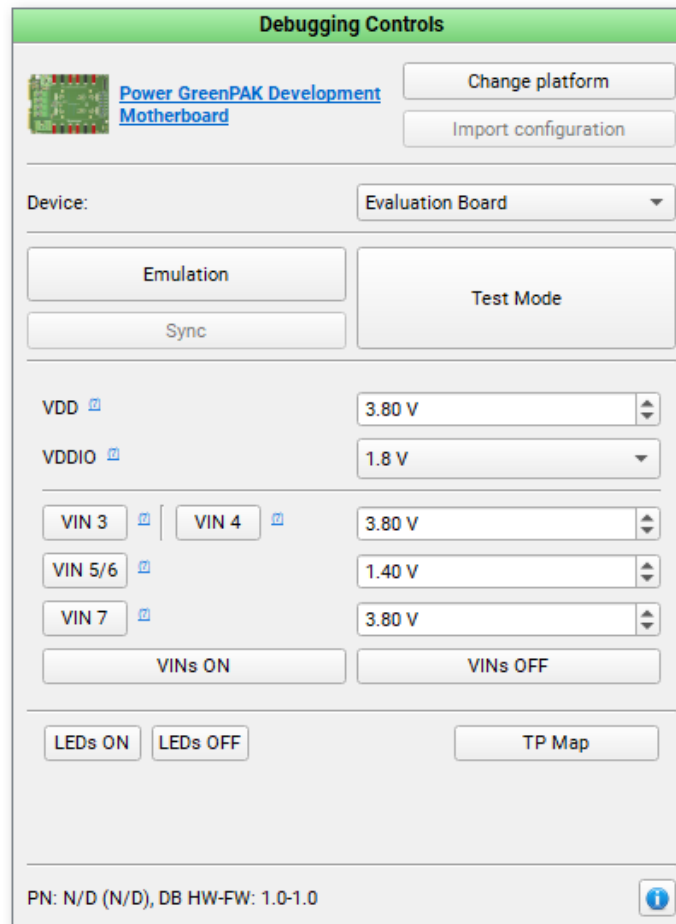 Debugging Controls
Power GreenPAK Development
Motherboard
Change platform
Import configuration
Device:
Evaluation Board
Emulation
Sync
Test Mode
VDD [?] 3.80 V
VDDIO [?] 1.8 V
VIN 3 [?] VIN 4 [?] 3.80 V
VIN 5/6 [?] 1.40 V
VIN 7 [?] 3.80 V
VINs ON VINs OFF
LEDs ON LEDs OFF TP Map
PN: N/D (N/D), DB HW-FW: 1.0-1.0